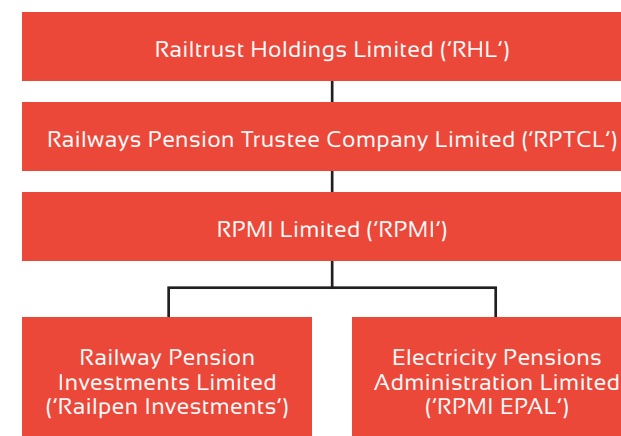 Railtrust Holdings Limited (‘RHL’)
Railways Pension Trustee Company Limited (‘RPTCL’)
RPMI Limited (‘RPMI’)
Railway Pension
Investments Limited
(‘Railpen Investments’)
Electricity Pensions
Administration Limited
(‘RPMI EPAL’)